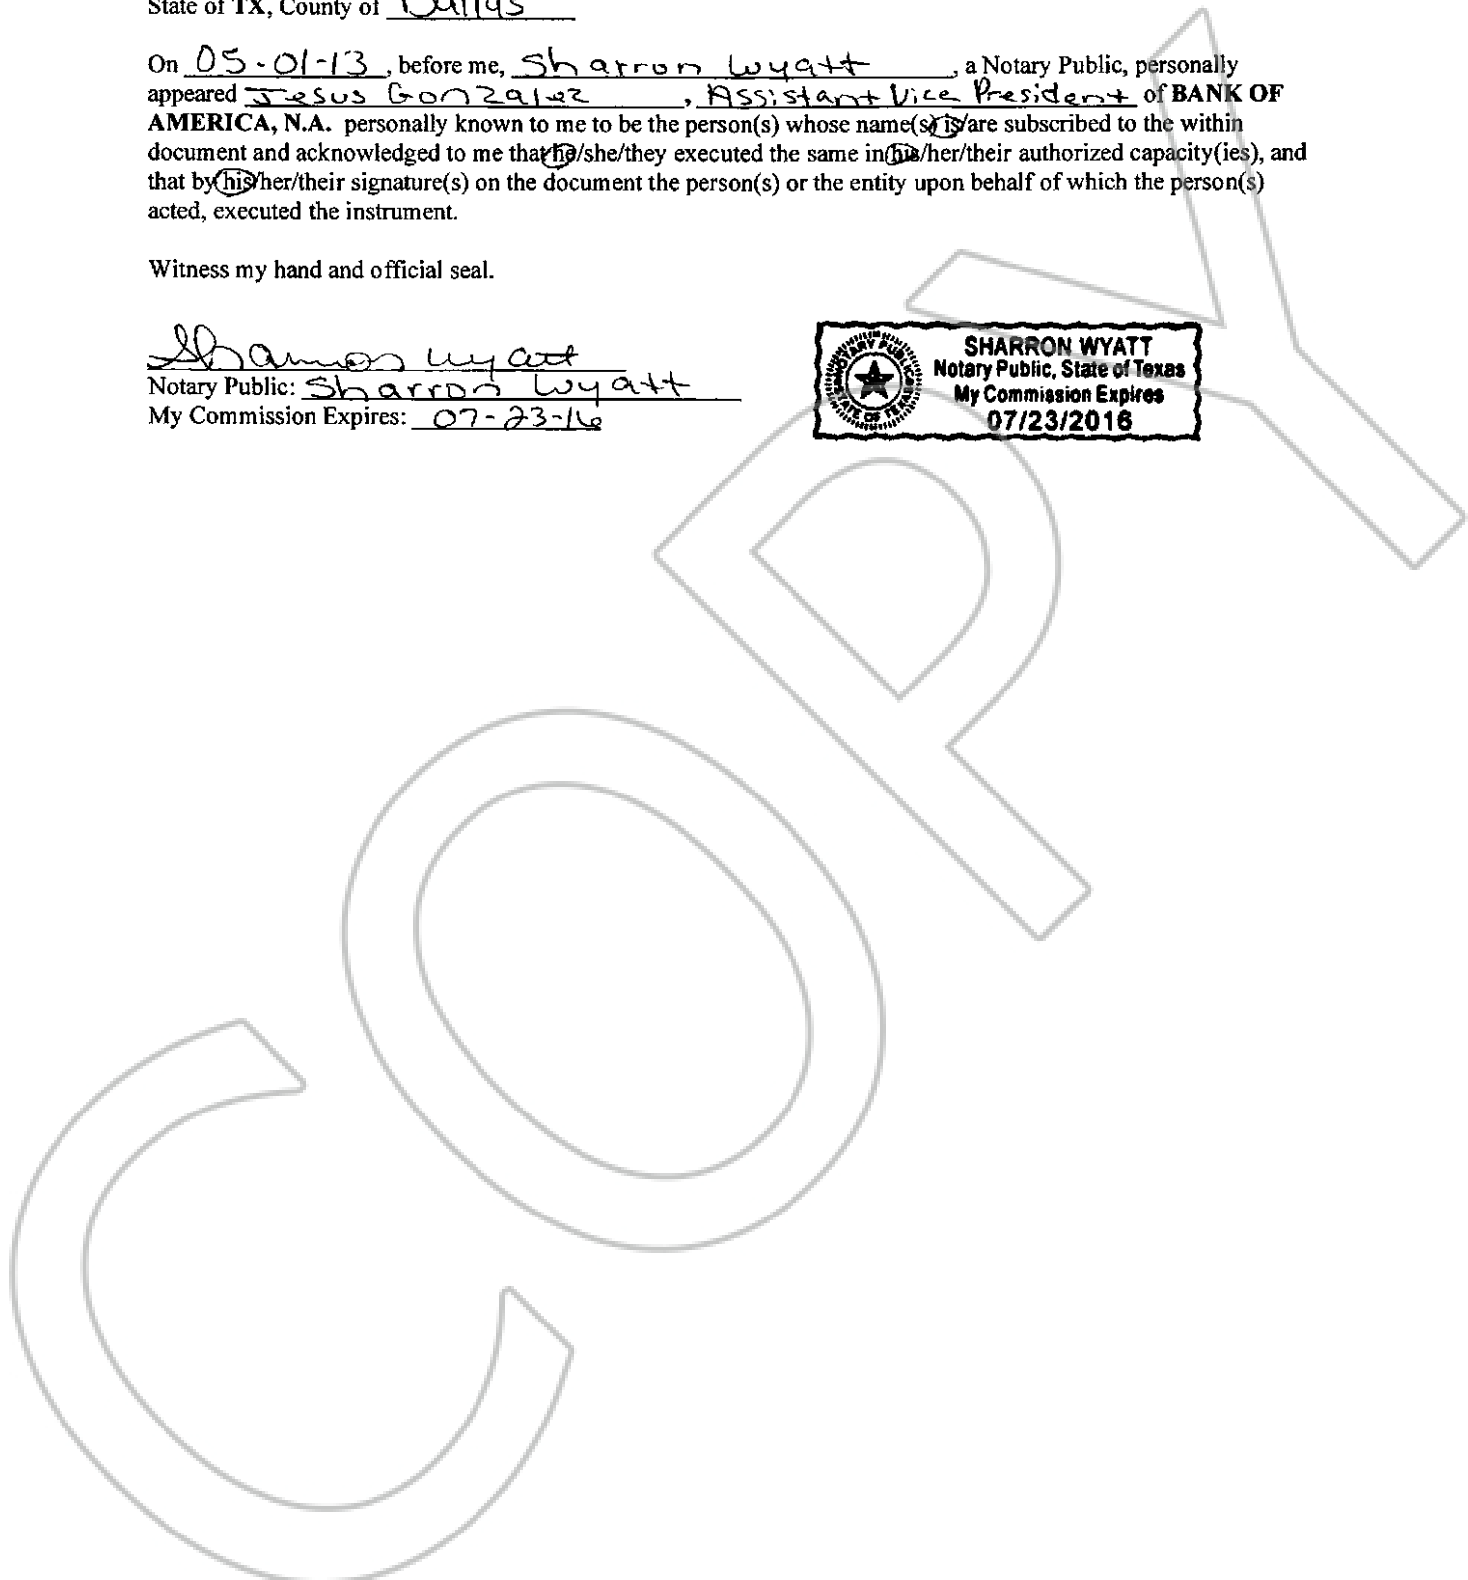 State of TX, County of Dallas
On 05-01-13, before me, Sharron Wyatt, a Notary Public, personally
appeared Jesus Gonzalez, Assistant Vice President of BANK OF
AMERICA, N.A. personally known to me to be the person(s) whose name(s) is/are subscribed to the within
document and acknowledged to me that he/she/they executed the same in his/her/their authorized capacity(ies), and
that by his/her/their signature(s) on the document the person(s) or the entity upon behalf of which the person(s)
acted, executed the instrument.
Witness my hand and official seal.
Sharron Wyatt
Notary Public: Sharron Wyatt
My Commission Expires: 07-23-16
NOTARY PUBLIC
STATE OF TEXAS
SHARRON WYATT
Notary Public, State of Texas
My Commission Expires
07/23/2016
COPY